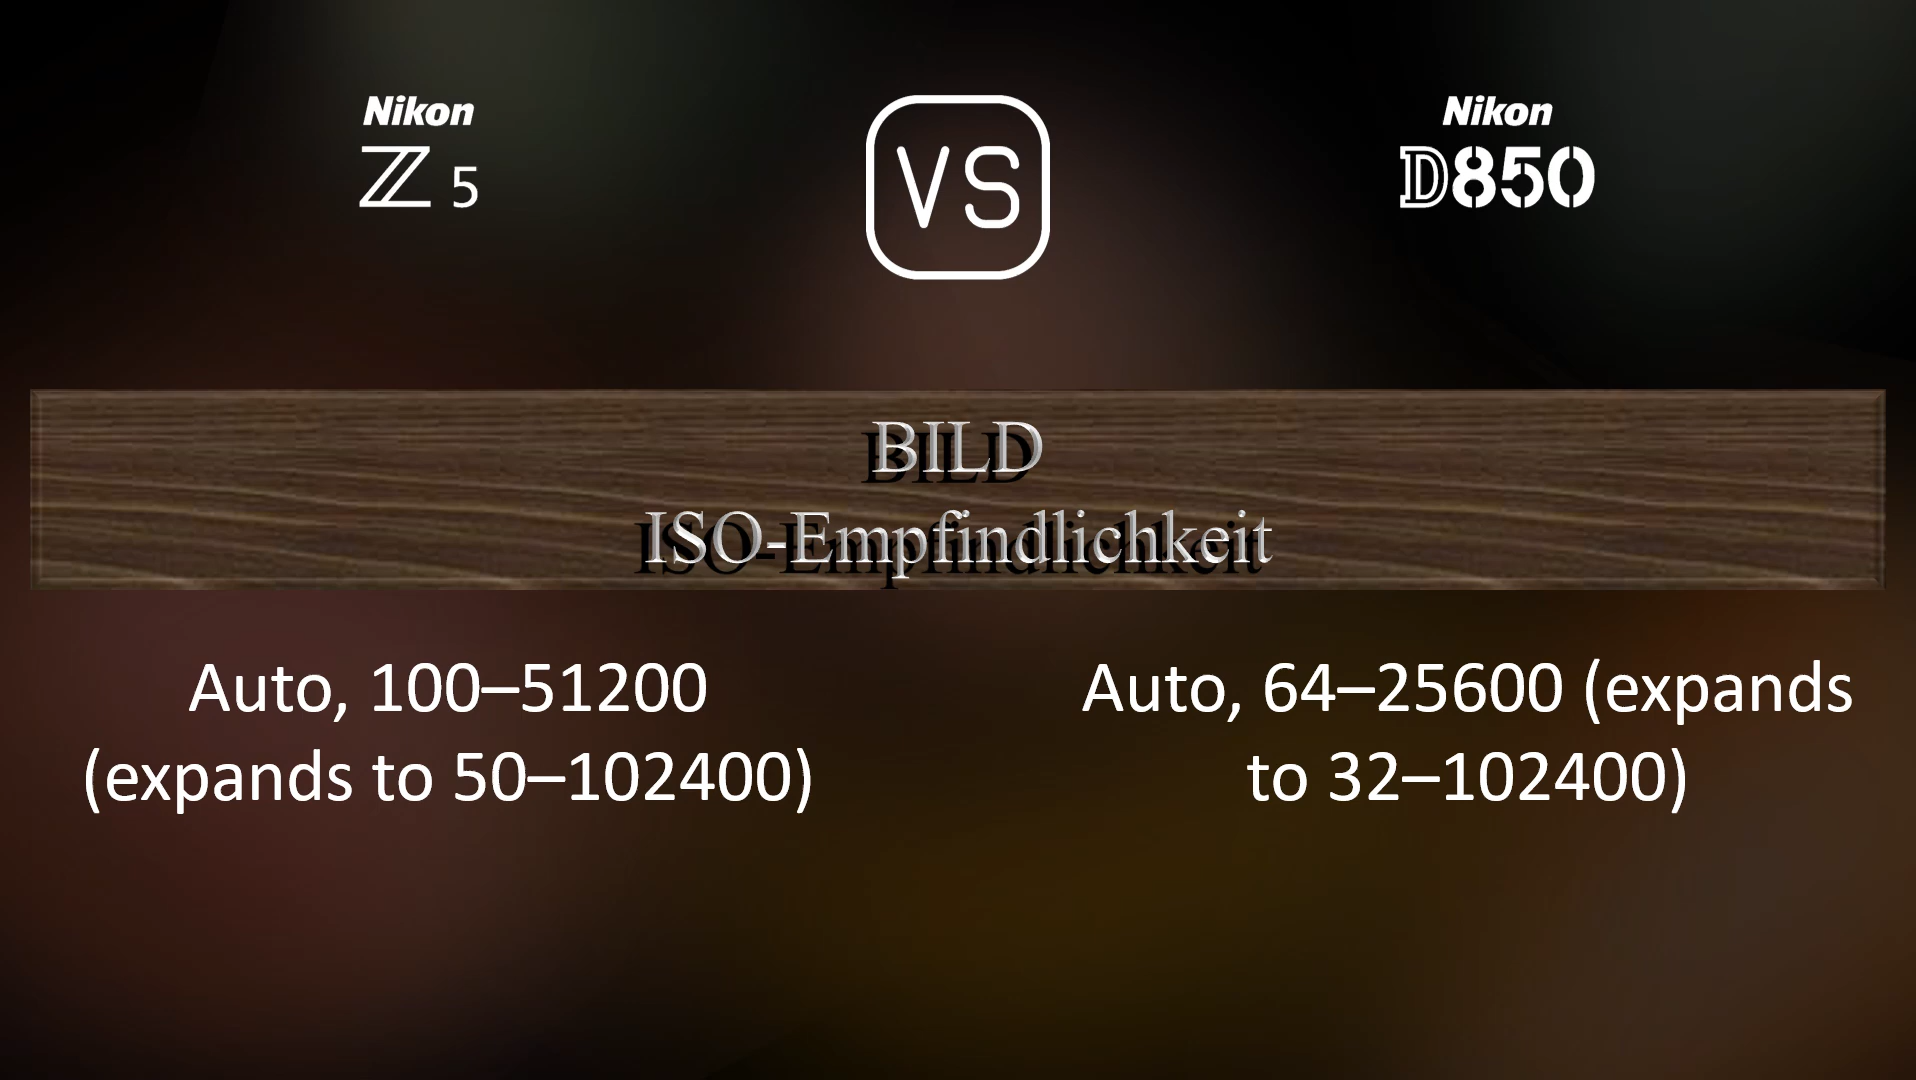 Nikon
Z 5
VS
Nikon
D850
BILD
ISO-Empfindlichkeit
Auto, 100–51200
(expands to 50–102400)
Auto, 64–25600 (expands
to 32–102400)